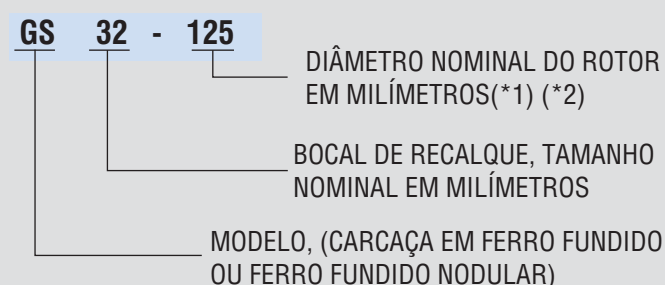 GS 32 - 125
DIÂMETRO NOMINAL DO ROTOR
EM MILÍMETROS(*1) (*2)
BOCAL DE RECALQUE, TAMANHO
NOMINAL EM MILÍMETROS
MODELO, (CARCAÇA EM FERRO FUNDIDO
OU FERRO FUNDIDO NODULAR)